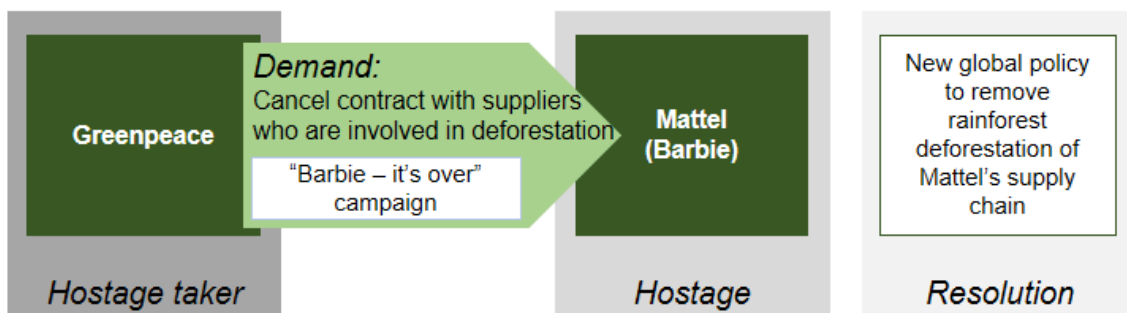 Greenpeace
Demand:
Cancel contract with suppliers
who are involved in deforestation
“Barbie – it’s over”
campaign
Mattel
(Barbie)
New global policy
to remove
rainforest
deforestation of
Mattel’s supply
chain
Hostage taker
Hostage
Resolution